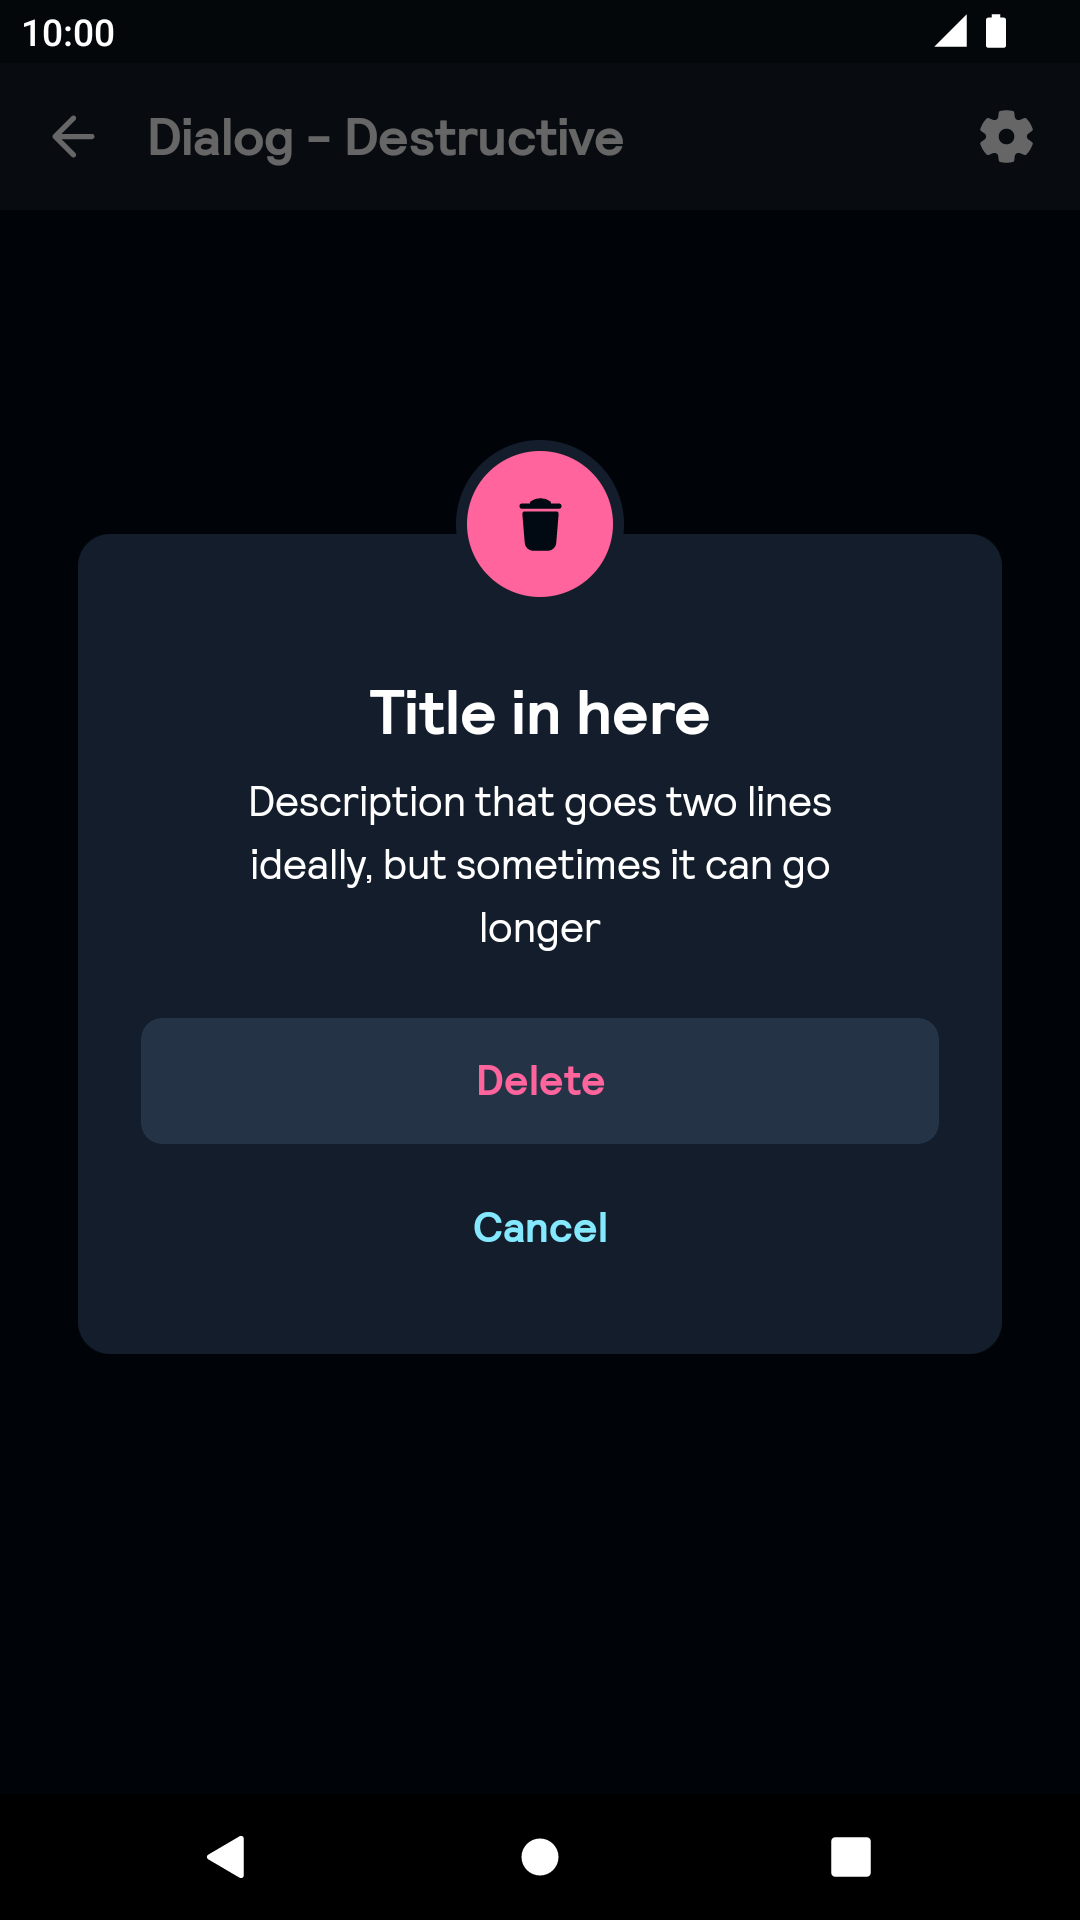 10:00
Dialog - Destructive
Title in here
Description that goes two lines
ideally, but sometimes it can go
longer
Delete
Cancel